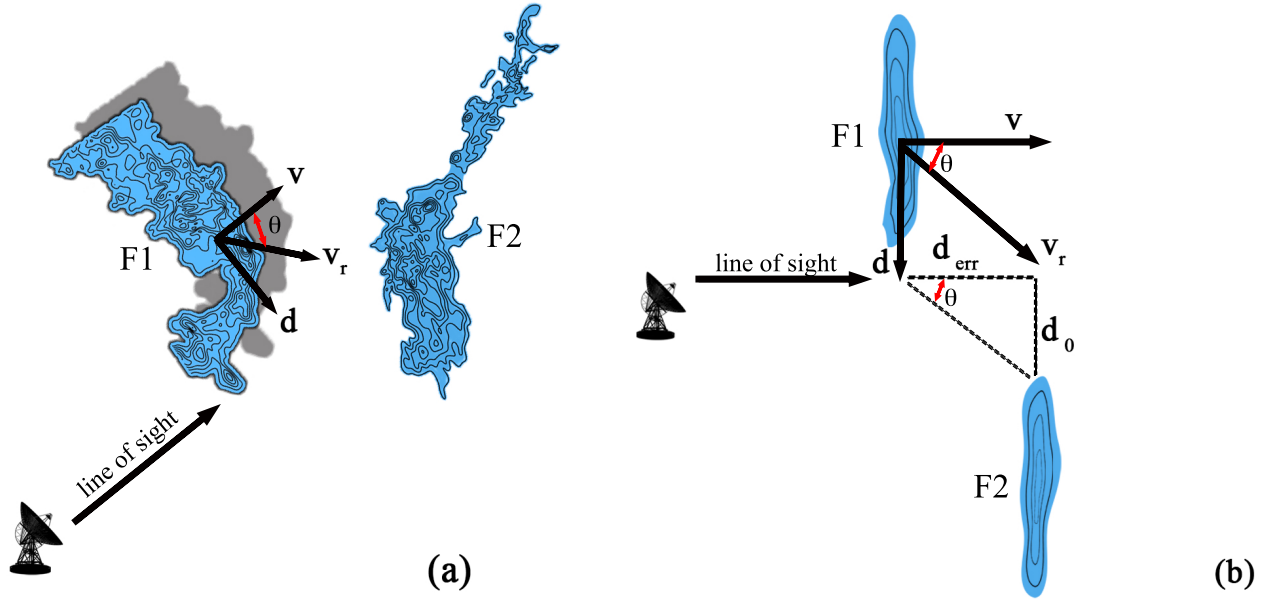 F1
v
θ
v r
d
F2
line of sight
(a)
F1
v
θ
v r
d
d err
line of sight
θ
d 0
F2
(b)